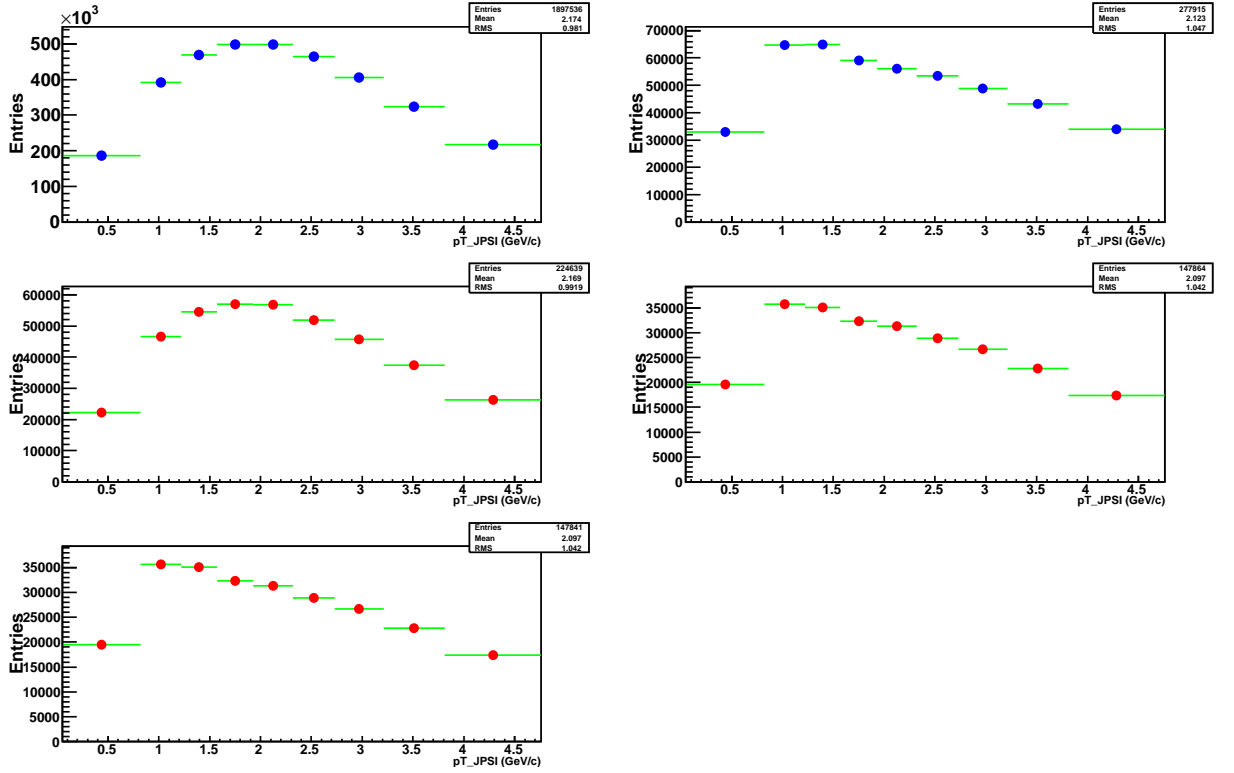 ×10³
Entries 1897536
Mean 2.174
RMS 0.981
Entries
500
400
300
200
100
0
0.5 1 1.5 2 2.5 3 3.5 4 4.5
pT_JPSI (GeV/c)
Entries 277915
Mean 2.123
RMS 1.047
Entries
70000
60000
50000
40000
30000
20000
10000
0
0.5 1 1.5 2 2.5 3 3.5 4 4.5
pT_JPSI (GeV/c)
Entries 224639
Mean 2.169
RMS 0.9919
Entries
60000
50000
40000
30000
20000
10000
0
0.5 1 1.5 2 2.5 3 3.5 4 4.5
pT_JPSI (GeV/c)
Entries 147864
Mean 2.097
RMS 1.042
Entries
35000
30000
25000
20000
15000
10000
5000
0
0.5 1 1.5 2 2.5 3 3.5 4 4.5
pT_JPSI (GeV/c)
Entries 147841
Mean 2.097
RMS 1.042
Entries
35000
30000
25000
20000
15000
10000
5000
0
0.5 1 1.5 2 2.5 3 3.5 4 4.5
pT_JPSI (GeV/c)